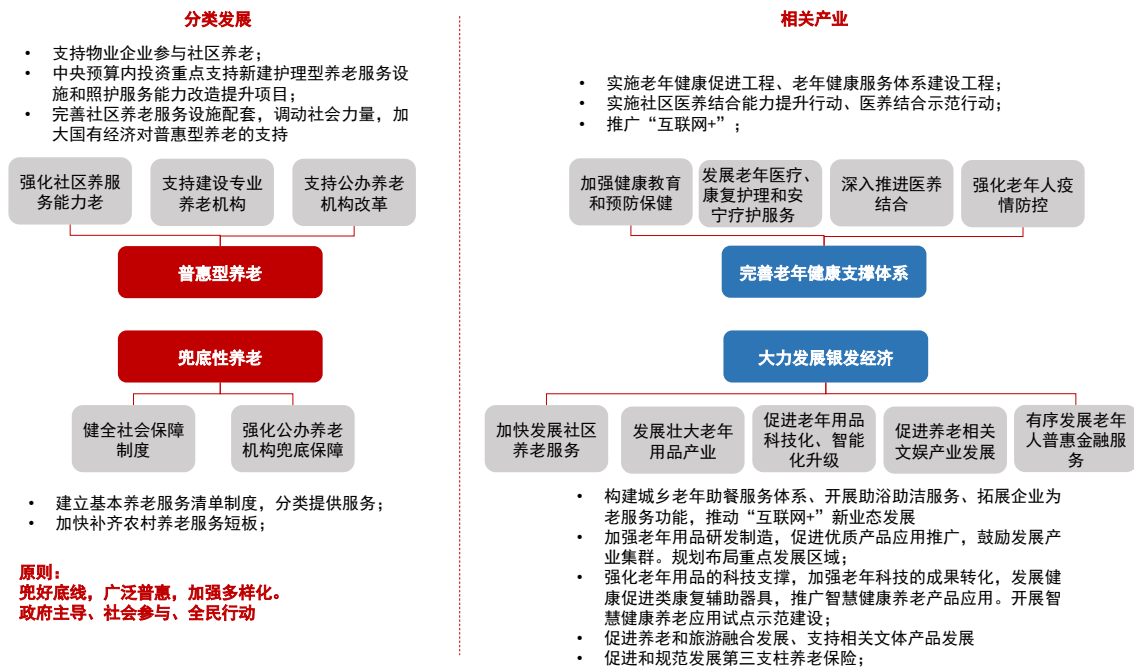 分类发展
• 支持物业企业参与社区养老；
• 中央预算内投资重点支持新建护理型养老服务设
施和照护服务能力改造提升项目；
• 完善社区养老服务设施配套，调动社会力量，加
大国有经济对普惠型养老的支持
强化社区养服
务能力老
支持建设专业
养老机构
支持公办养老
机构改革
普惠型养老
兜底性养老
健全社会保障
制度
强化公办养老
机构兜底保障
• 建立基本养老服务清单制度，分类提供服务；
• 加快补齐农村养老服务短板；
原则：
兜好底线，广泛普惠，加强多样化。
政府主导、社会参与、全民行动
相关产业
• 实施老年健康促进工程、老年健康服务体系建设工程；
• 实施社区医养结合能力提升行动、医养结合示范行动；
• 推广“互联网+”；
加强健康教育
和预防保健
发展老年医疗、
康复护理和安
宁疗护服务
深入推进医养
结合
强化老年人疫
情防控
完善老年健康支撑体系
大力发展银发经济
加快发展社区
养老服务
发展壮大老年
用品产业
促进老年用品
科技化、智能
化升级
促进养老相关
文娱产业发展
有序发展老年
人普惠金融服
务
• 构建城乡老年助餐服务体系、开展助浴助洁服务、拓展企业为
老服务功能，推动“互联网+”新业态发展
• 加强老年用品研发制造，促进优质产品应用推广，鼓励发展产
业集群。规划布局重点发展区域；
• 强化老年用品的科技支撑，加强老年科技的成果转化，发展健
康促进类康复辅助器具，推广智慧健康养老产品应用。开展智
慧健康养老应用试点示范建设；
• 促进养老和旅游融合发展、支持相关文体产品发展
• 促进和规范发展第三支柱养老保险；